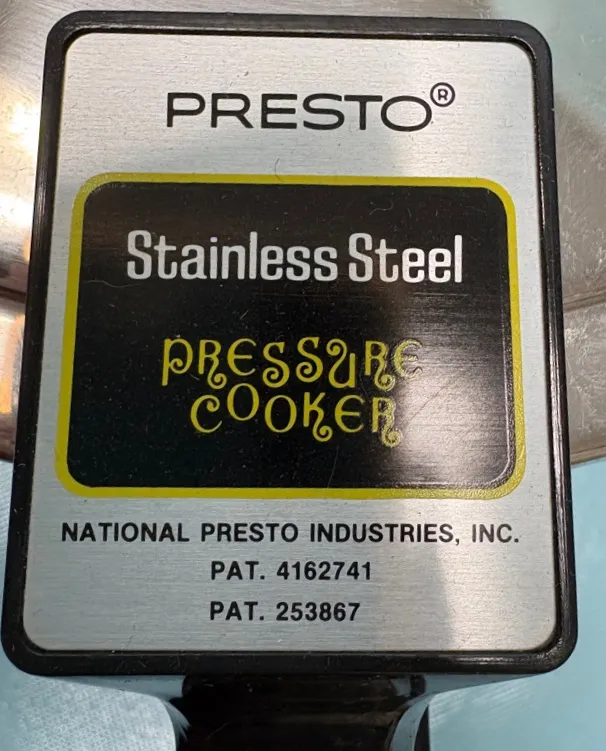 PRESTO®
Stainless Steel
PRESSURE
COOKER
NATIONAL PRESTO INDUSTRIES, INC.
PAT. 4162741
PAT. 253867